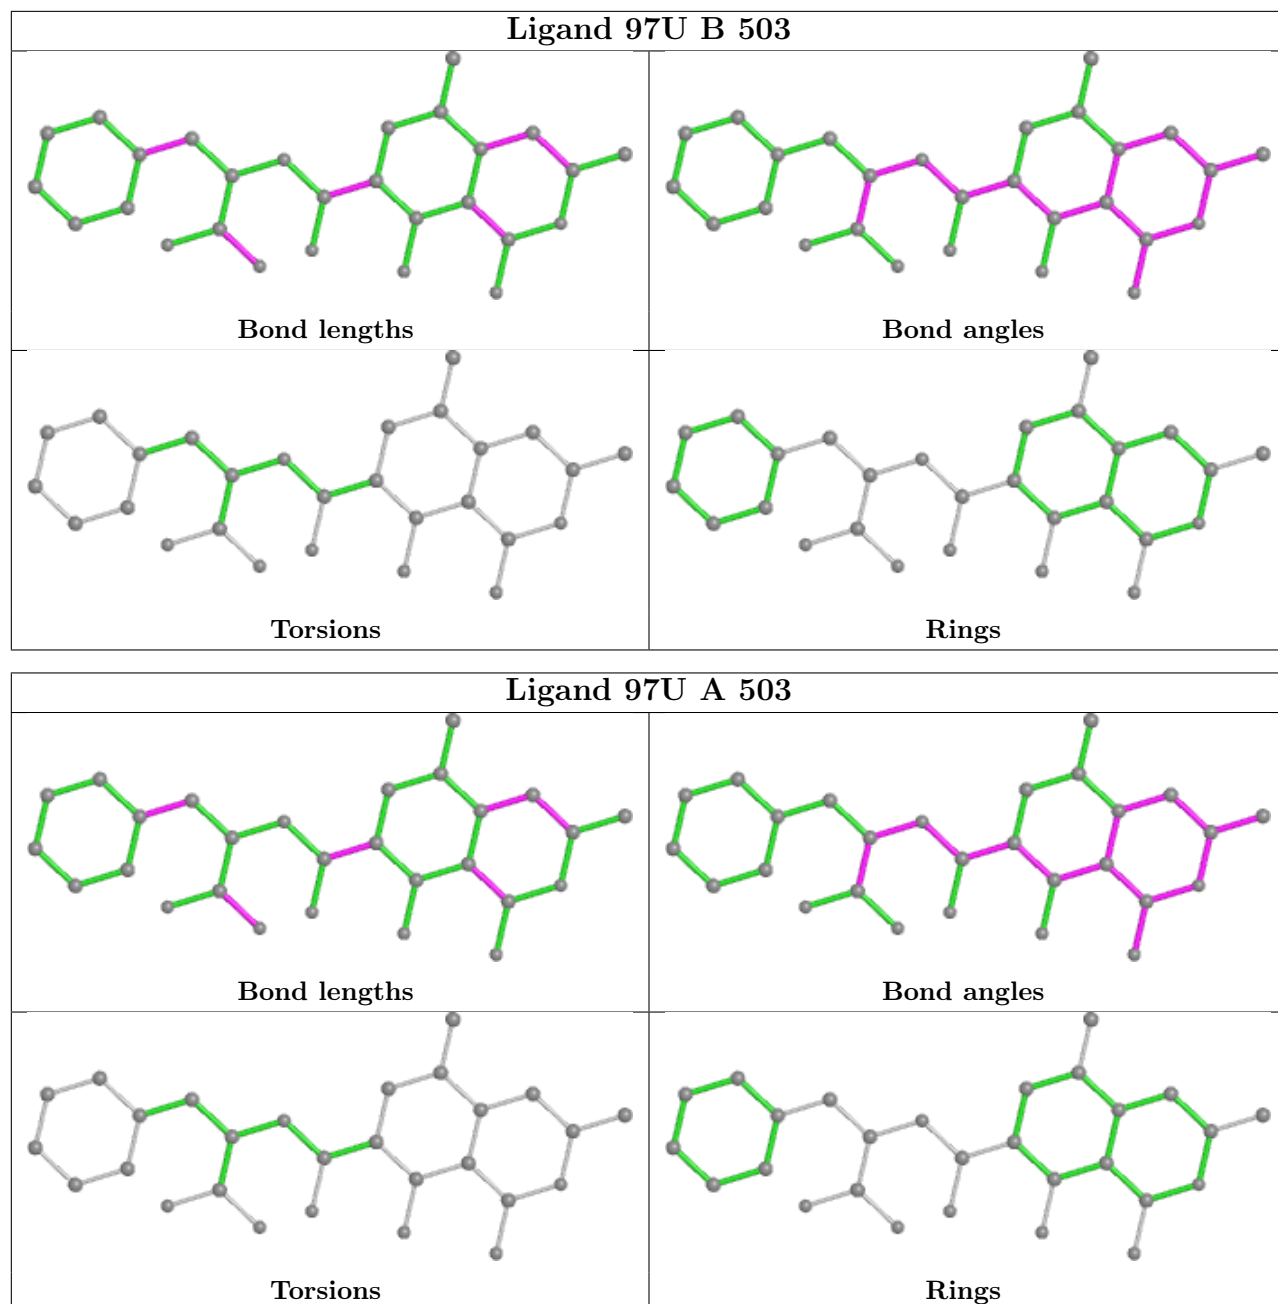 Ligand 97U B 503
Bond lengths
Bond angles
Torsions
Rings
Ligand 97U A 503
Bond lengths
Bond angles
Torsions
Rings